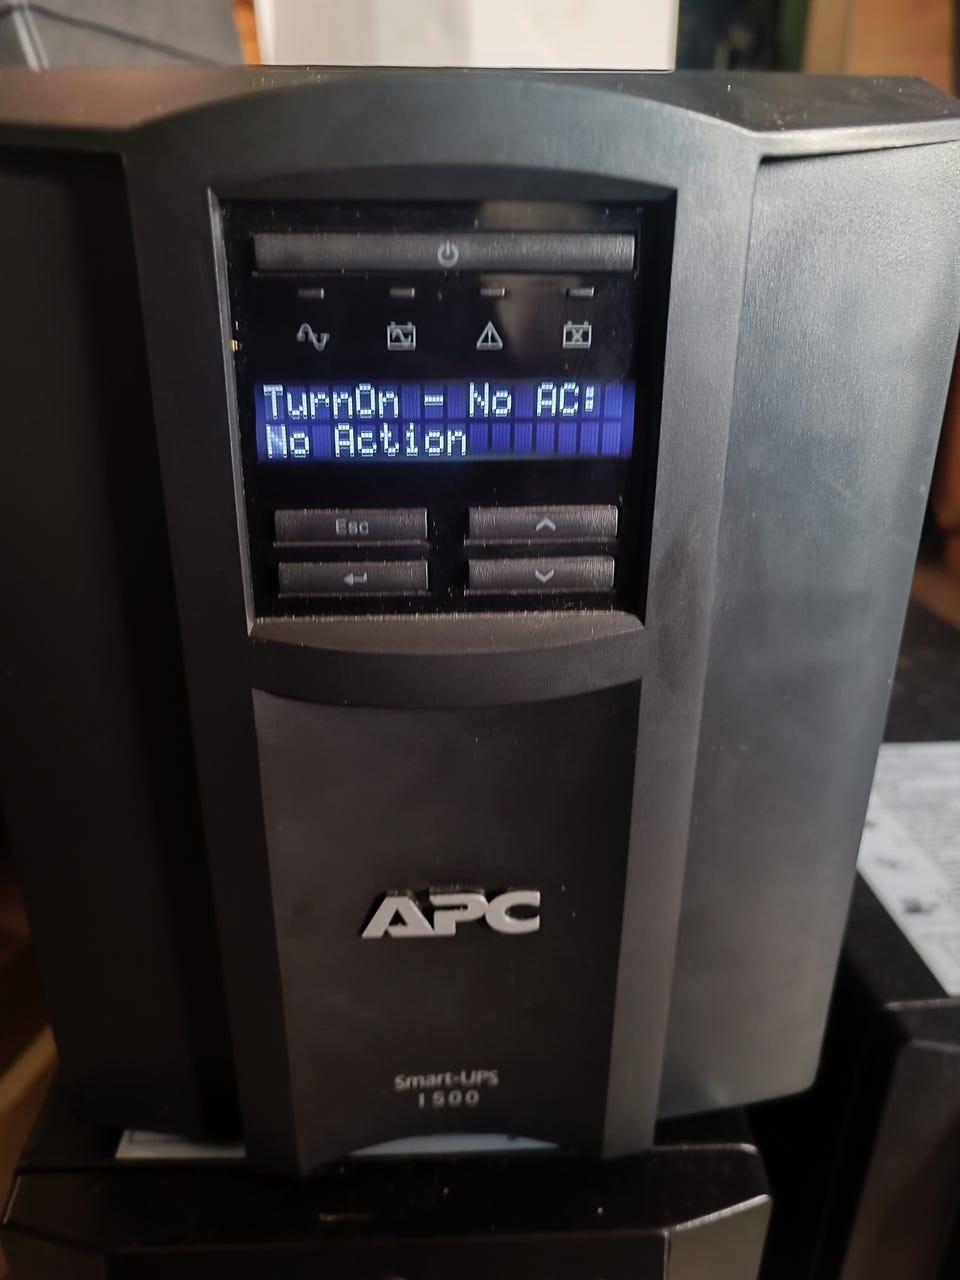 TurnOn - No AC:
No Action
Esc
APC
Smart-UPS
1500